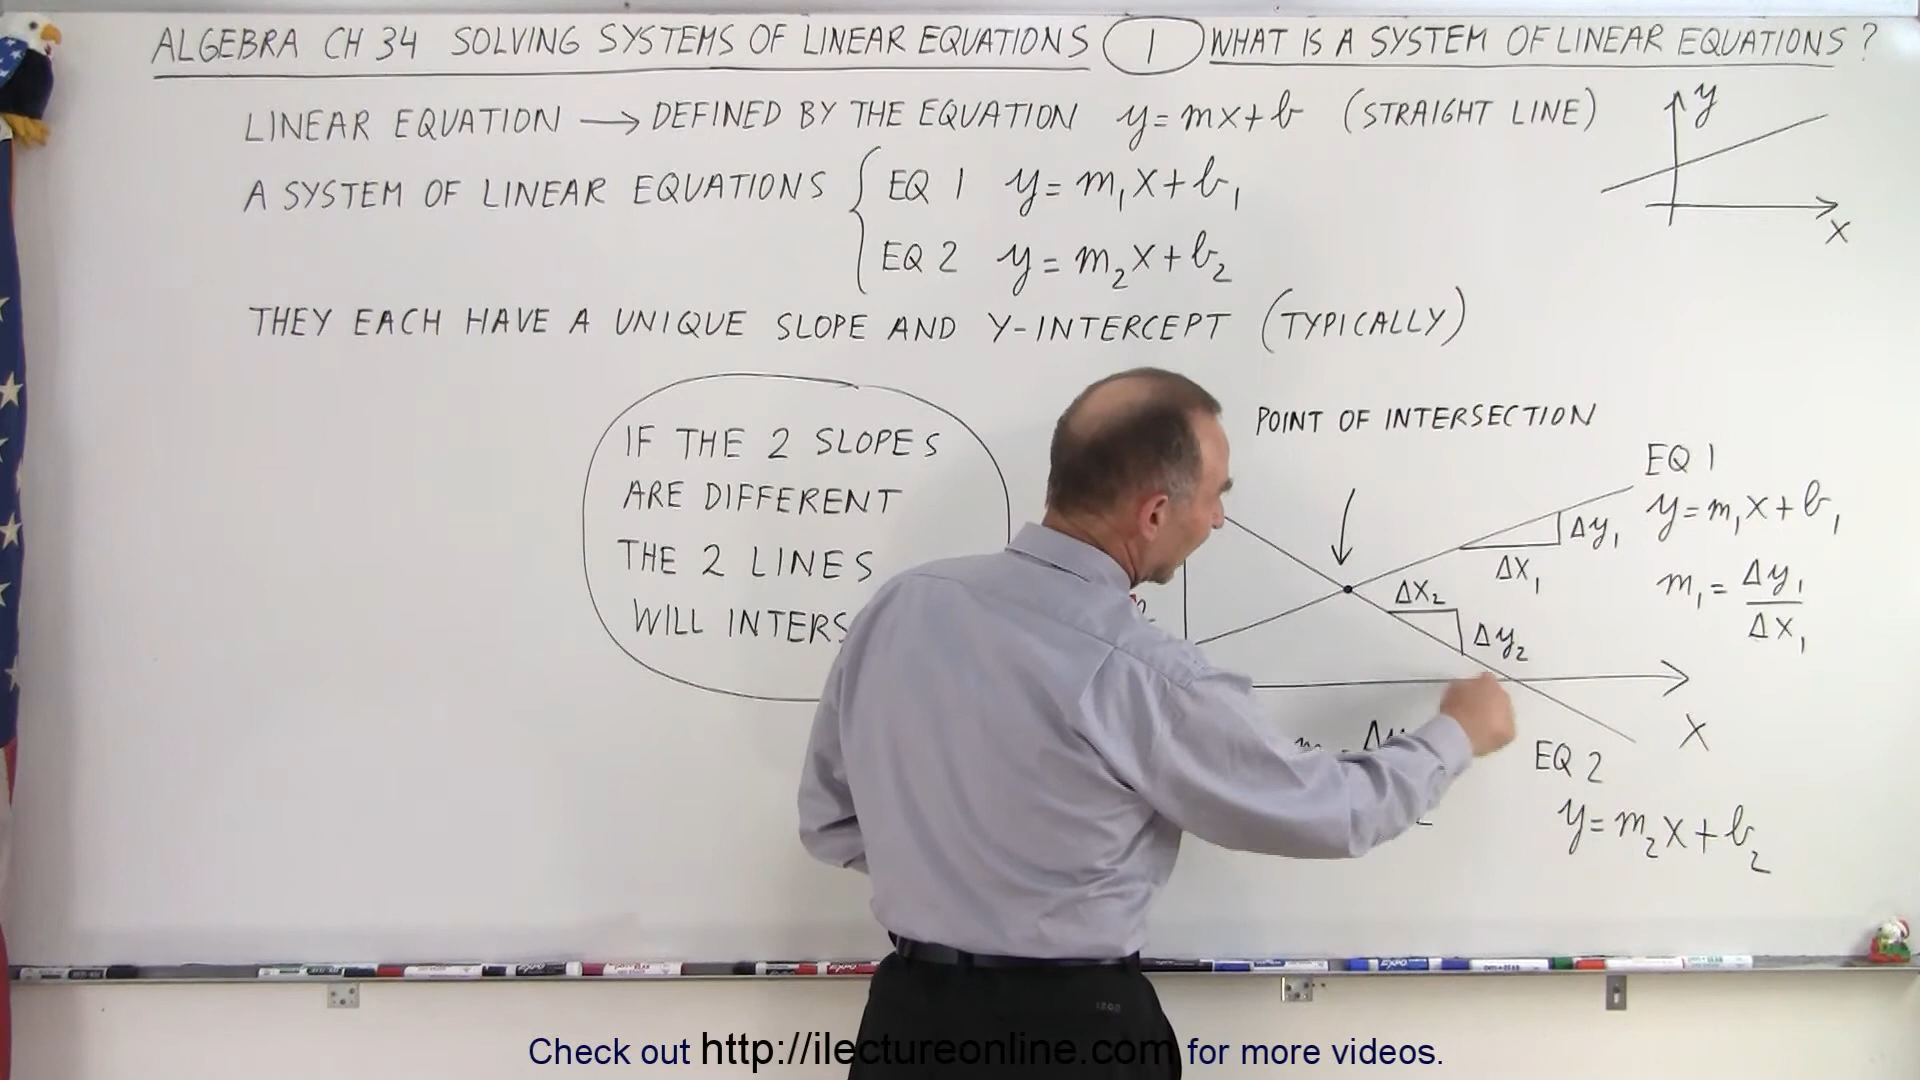 ALGEBRA CH 34 SOLVING SYSTEMS OF LINEAR EQUATIONS 1 WHAT IS A SYSTEM OF LINEAR EQUATIONS ?
LINEAR EQUATION → DEFINED BY THE EQUATION y = mx + b (STRAIGHT LINE)
y
x
A SYSTEM OF LINEAR EQUATIONS { EQ 1 y = m₁x + b₁
EQ 2 y = m₂x + b₂
THEY EACH HAVE A UNIQUE SLOPE AND Y-INTERCEPT (TYPICALLY)
IF THE 2 SLOPES
ARE DIFFERENT
THE 2 LINES
WILL INTERS
POINT OF INTERSECTION
EQ 1
y = m₁x + b₁
Δy₁
Δx₁
m₁ = Δy₁
Δx₁
Δx₂
Δy₂
X
EQ 2
y = m₂x + b₂
Check out http://ilectureonline.com for more videos.